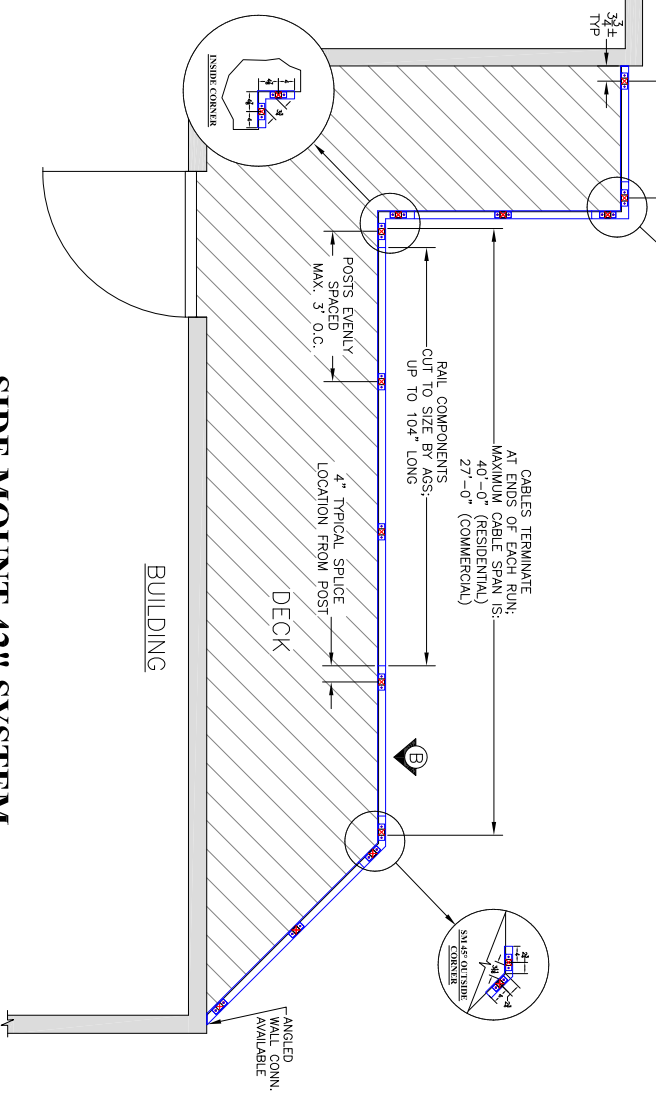 3 3/4±
TYP
INSIDE CORNER
POSTS EVENLY
SPACED
MAX. 3' O.C.
RAIL COMPONENTS
CUT TO SIZE BY AGS;
UP TO 104" LONG
CABLES TERMINATE
AT ENDS OF EACH RUN;
MAXIMUM CABLE SPAN IS:
40'-0" (RESIDENTIAL)
27'-0" (COMMERCIAL)
4" TYPICAL SPLICE
LOCATION FROM POST
DECK
BUILDING
B
SM 45° OUTSIDE
CORNER
ANGLED
WALL CONN.
AVAILABLE
SIDE MOUNT 42" SYSTEM